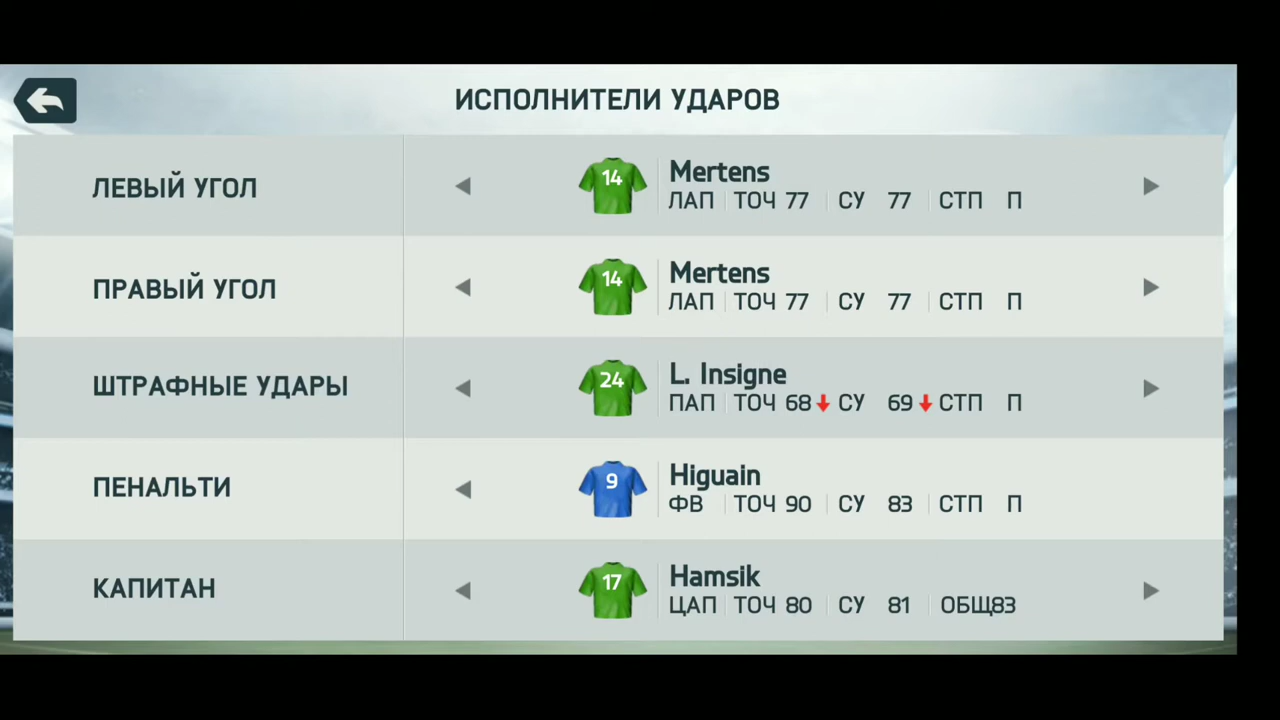 ИСПОЛНИТЕЛИ УДАРОВ
ЛЕВЫЙ УГОЛ
14
Mertens
ЛАП ТОЧ 77 СУ 77 СТП П
ПРАВЫЙ УГОЛ
14
Mertens
ЛАП ТОЧ 77 СУ 77 СТП П
ШТРАФНЫЕ УДАРЫ
24
L. Insigne
ПАП ТОЧ 68 СУ 69 СТП П
ПЕНАЛЬТИ
9
Higuain
ФВ ТОЧ 90 СУ 83 СТП П
КАПИТАН
17
Hamsik
ЦАП ТОЧ 80 СУ 81 ОБЩ83